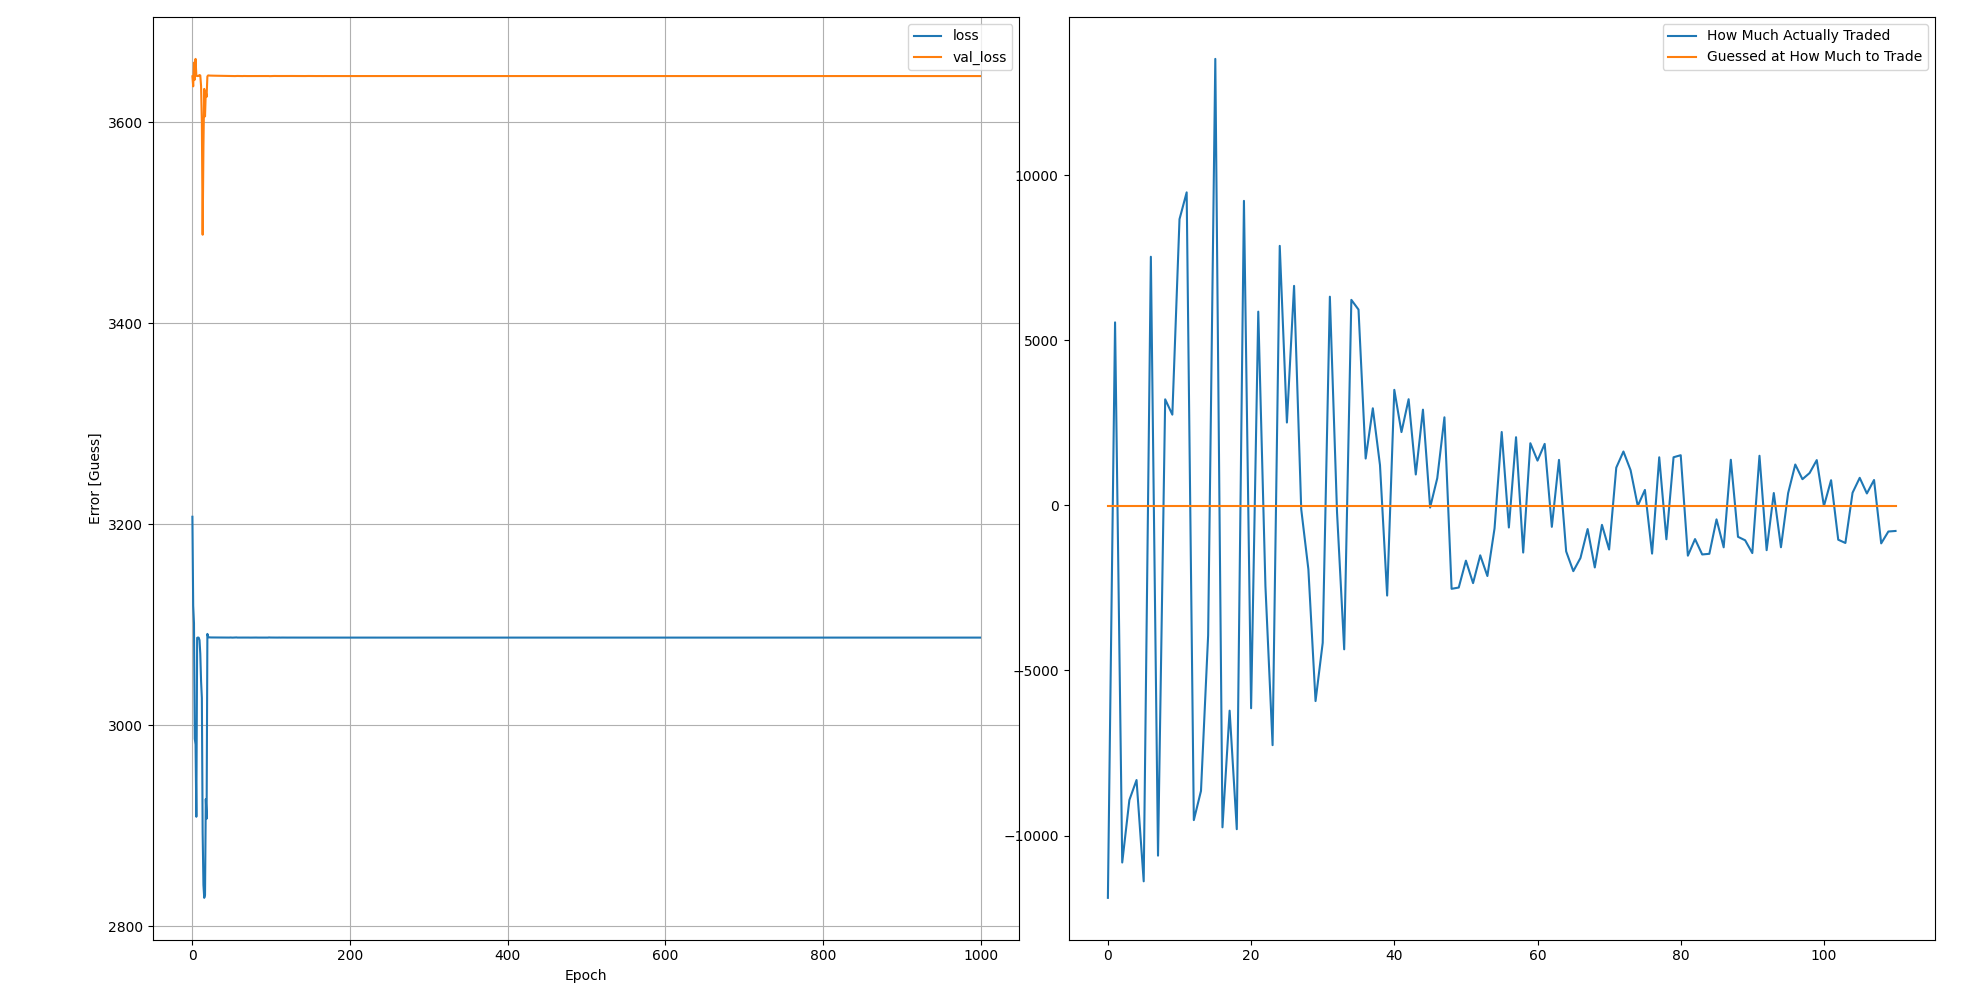 loss
val_loss
3600
3400
3200
3000
2800
Error [Guess]
0 200 400 600 800 1000
Epoch
How Much Actually Traded
Guessed at How Much to Trade
10000
5000
0
−5000
−10000
0 20 40 60 80 100